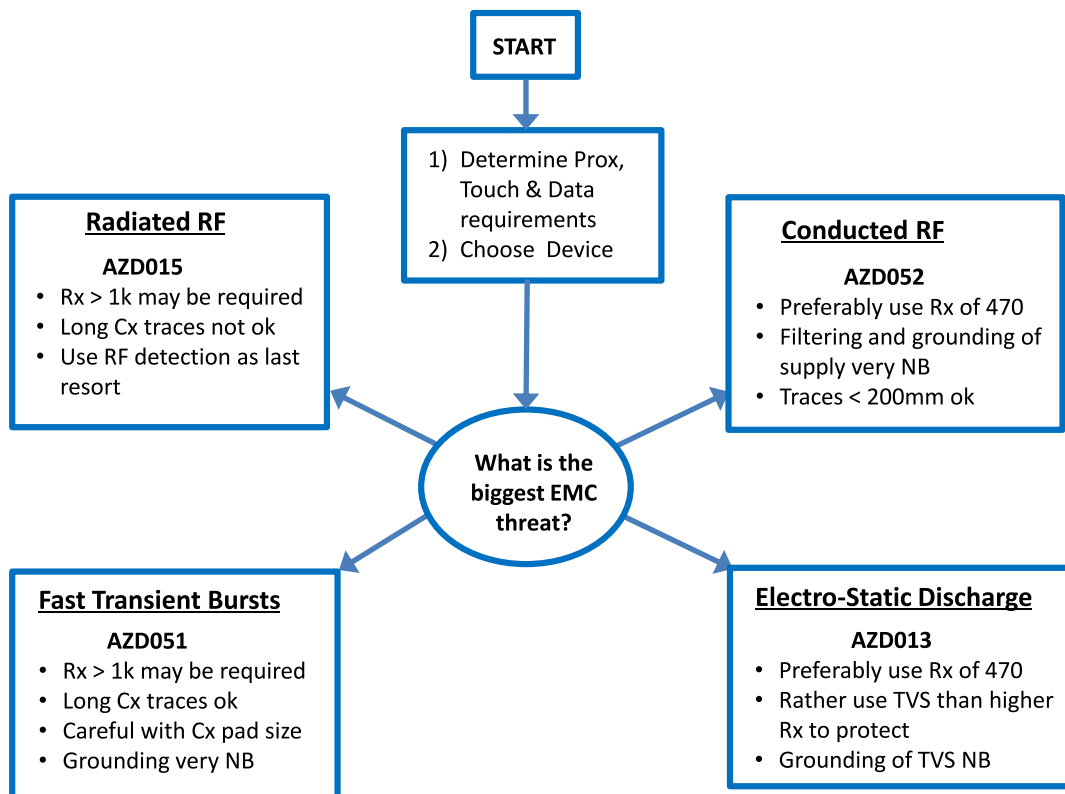 START
1) Determine Prox,
Touch & Data
requirements
2) Choose Device
Radiated RF
AZD015
• Rx > 1k may be required
• Long Cx traces not ok
• Use RF detection as last
resort
Conducted RF
AZD052
• Preferably use Rx of 470
• Filtering and grounding of
supply very NB
• Traces < 200mm ok
What is the
biggest EMC
threat?
Fast Transient Bursts
AZD051
• Rx > 1k may be required
• Long Cx traces ok
• Careful with Cx pad size
• Grounding very NB
Electro-Static Discharge
AZD013
• Preferably use Rx of 470
• Rather use TVS than higher
Rx to protect
• Grounding of TVS NB